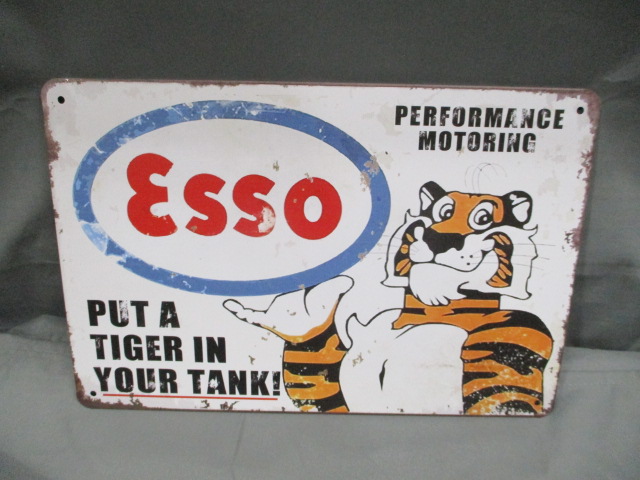 Esso
PERFORMANCE
MOTORING
PUT A
TIGER IN
YOUR TANK!